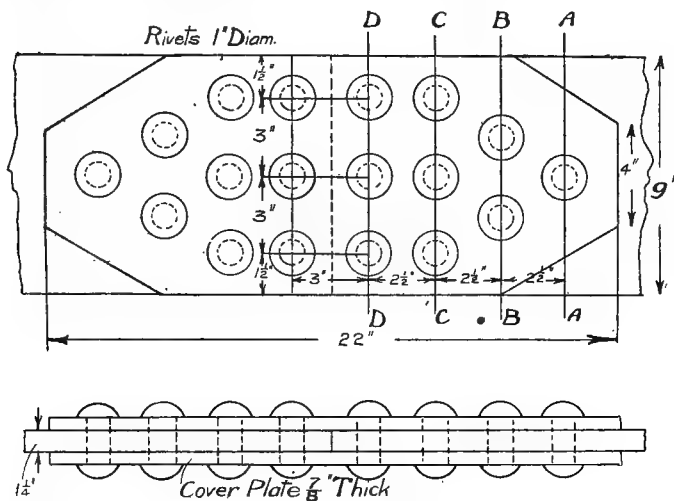 Rivets 1" Diam.
D C B A
1½"
3"
3"
1½"
4"
9"
3" 2½" 2½" 2½"
D C B A
22"
1¼"
Cover Plate ⅞" Thick